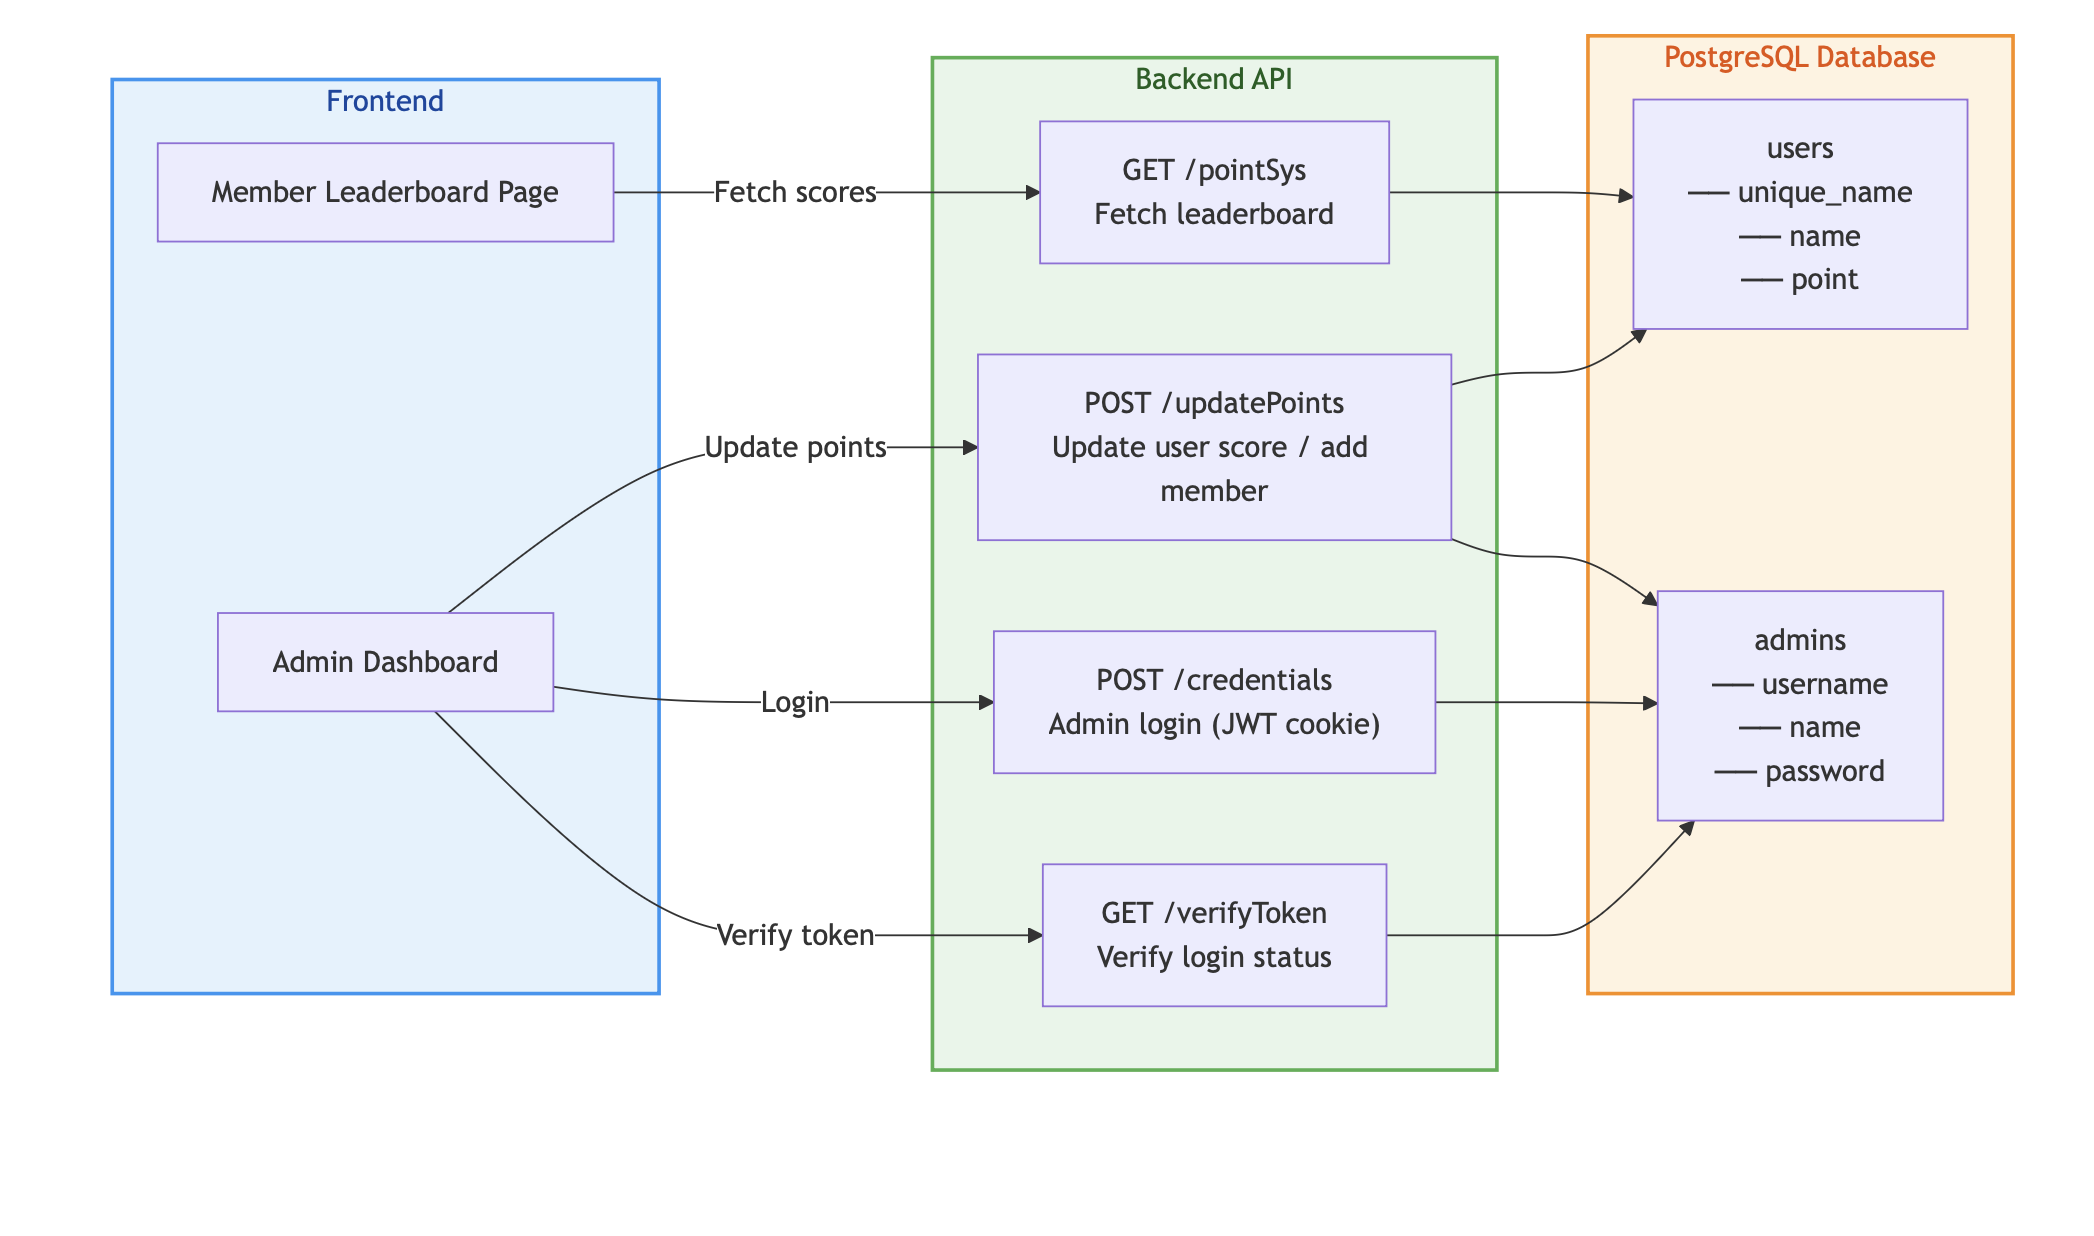 Frontend
Member Leaderboard Page
Admin Dashboard
Fetch scores
Update points
Login
Verify token
Backend API
GET /pointSys
Fetch leaderboard
POST /updatePoints
Update user score / add
member
POST /credentials
Admin login (JWT cookie)
GET /verifyToken
Verify login status
PostgreSQL Database
users
── unique_name
── name
── point
admins
── username
── name
── password